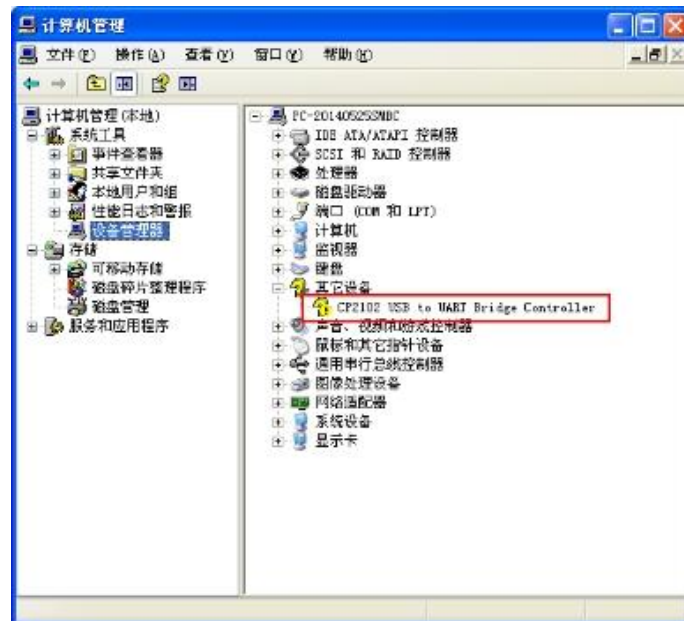 计算机管理
文件(F) 操作(A) 查看(V) 窗口(W) 帮助(H)
计算机管理(本地)
系统工具
事件查看器
共享文件夹
本地用户和组
性能日志和警报
设备管理器
存储
可移动存储
磁盘碎片整理程序
磁盘管理
服务和应用程序
PC-20140525SMBC
IDE ATA/ATAPI 控制器
SCSI 和 RAID 控制器
处理器
磁盘驱动器
端口 (COM 和 LPT)
计算机
监视器
键盘
其它设备
CP2102 USB to UART Bridge Controller
声音、视频和游戏控制器
鼠标和其它指针设备
通用串行总线控制器
图像处理设备
网络适配器
系统设备
显示卡